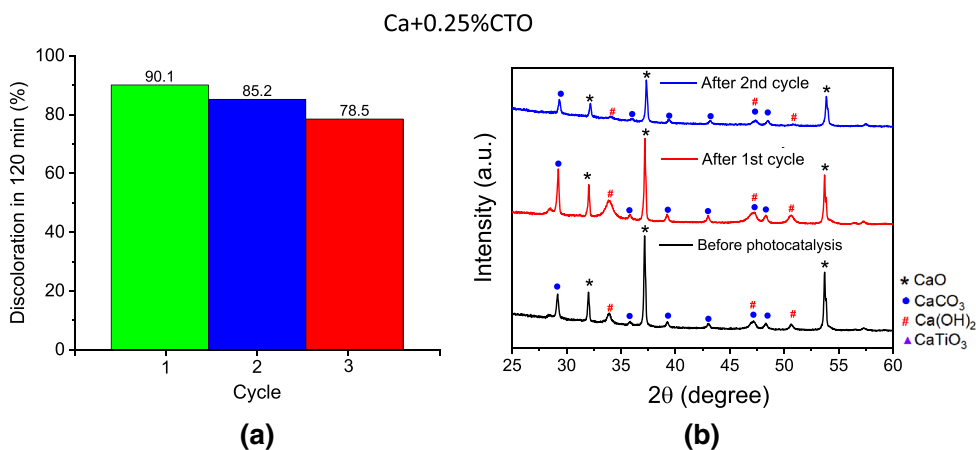 Ca+0.25%CTO
Discoloration in 120 min (%)
100
80
60
40
20
0
90.1
85.2
78.5
1
2
3
Cycle
(a)
Intensity (a.u.)
After 2nd cycle
* # # #
After 1st cycle
* # * # # *
Before photocatalysis
* # * # # *
25
30
35
40
45
50
55
60
2θ (degree)
* CaO
● CaCO₃
# Ca(OH)₂
▲ CaTiO₃
(b)